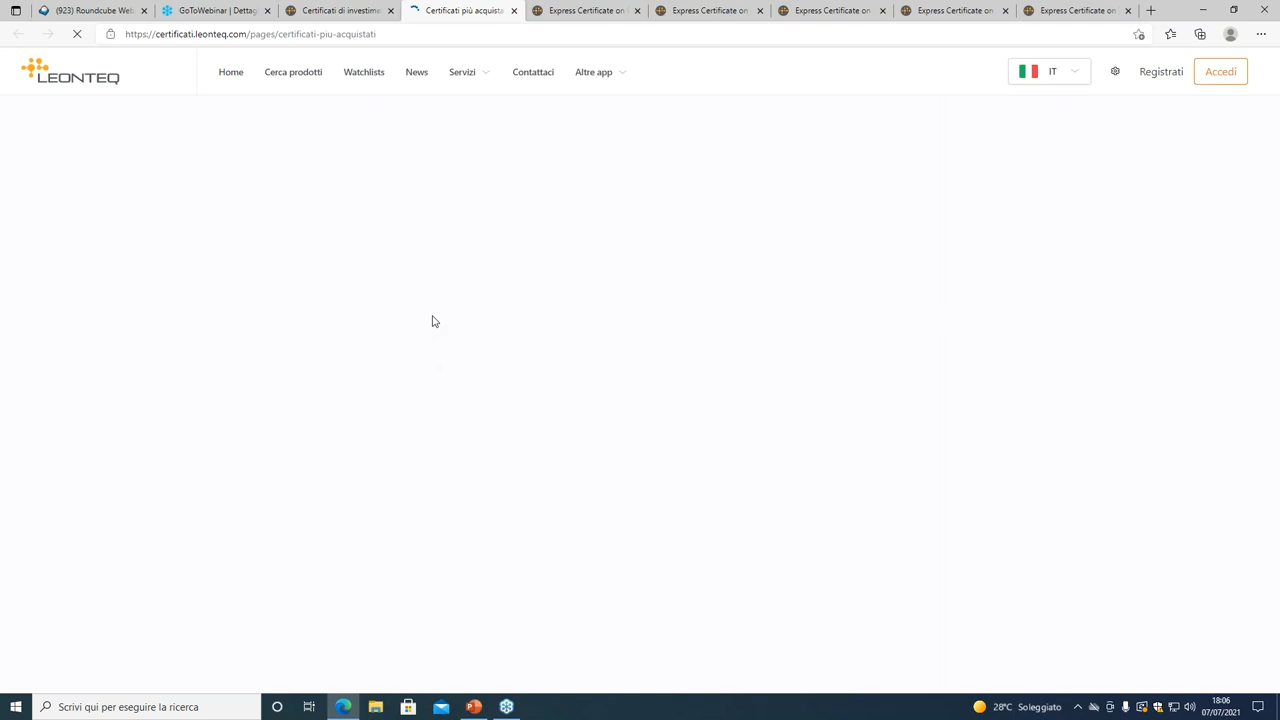 (923) Roundcube Web
GoToWebinar | Dettag
Certificati di investime
Certificati più acquista
Express Certificate on
Express Certificate on
Express Certificate on
Express Certificate on
Express Certificate on
https://certificati.leonteq.com/pages/certificati-piu-acquistati
LEONTEQ
Home
Cerca prodotti
Watchlists
News
Servizi
Contattaci
Altre app
IT
Registrati
Accedi
Scrivi qui per eseguire la ricerca
28°C Soleggiato
18:06
07/07/2021